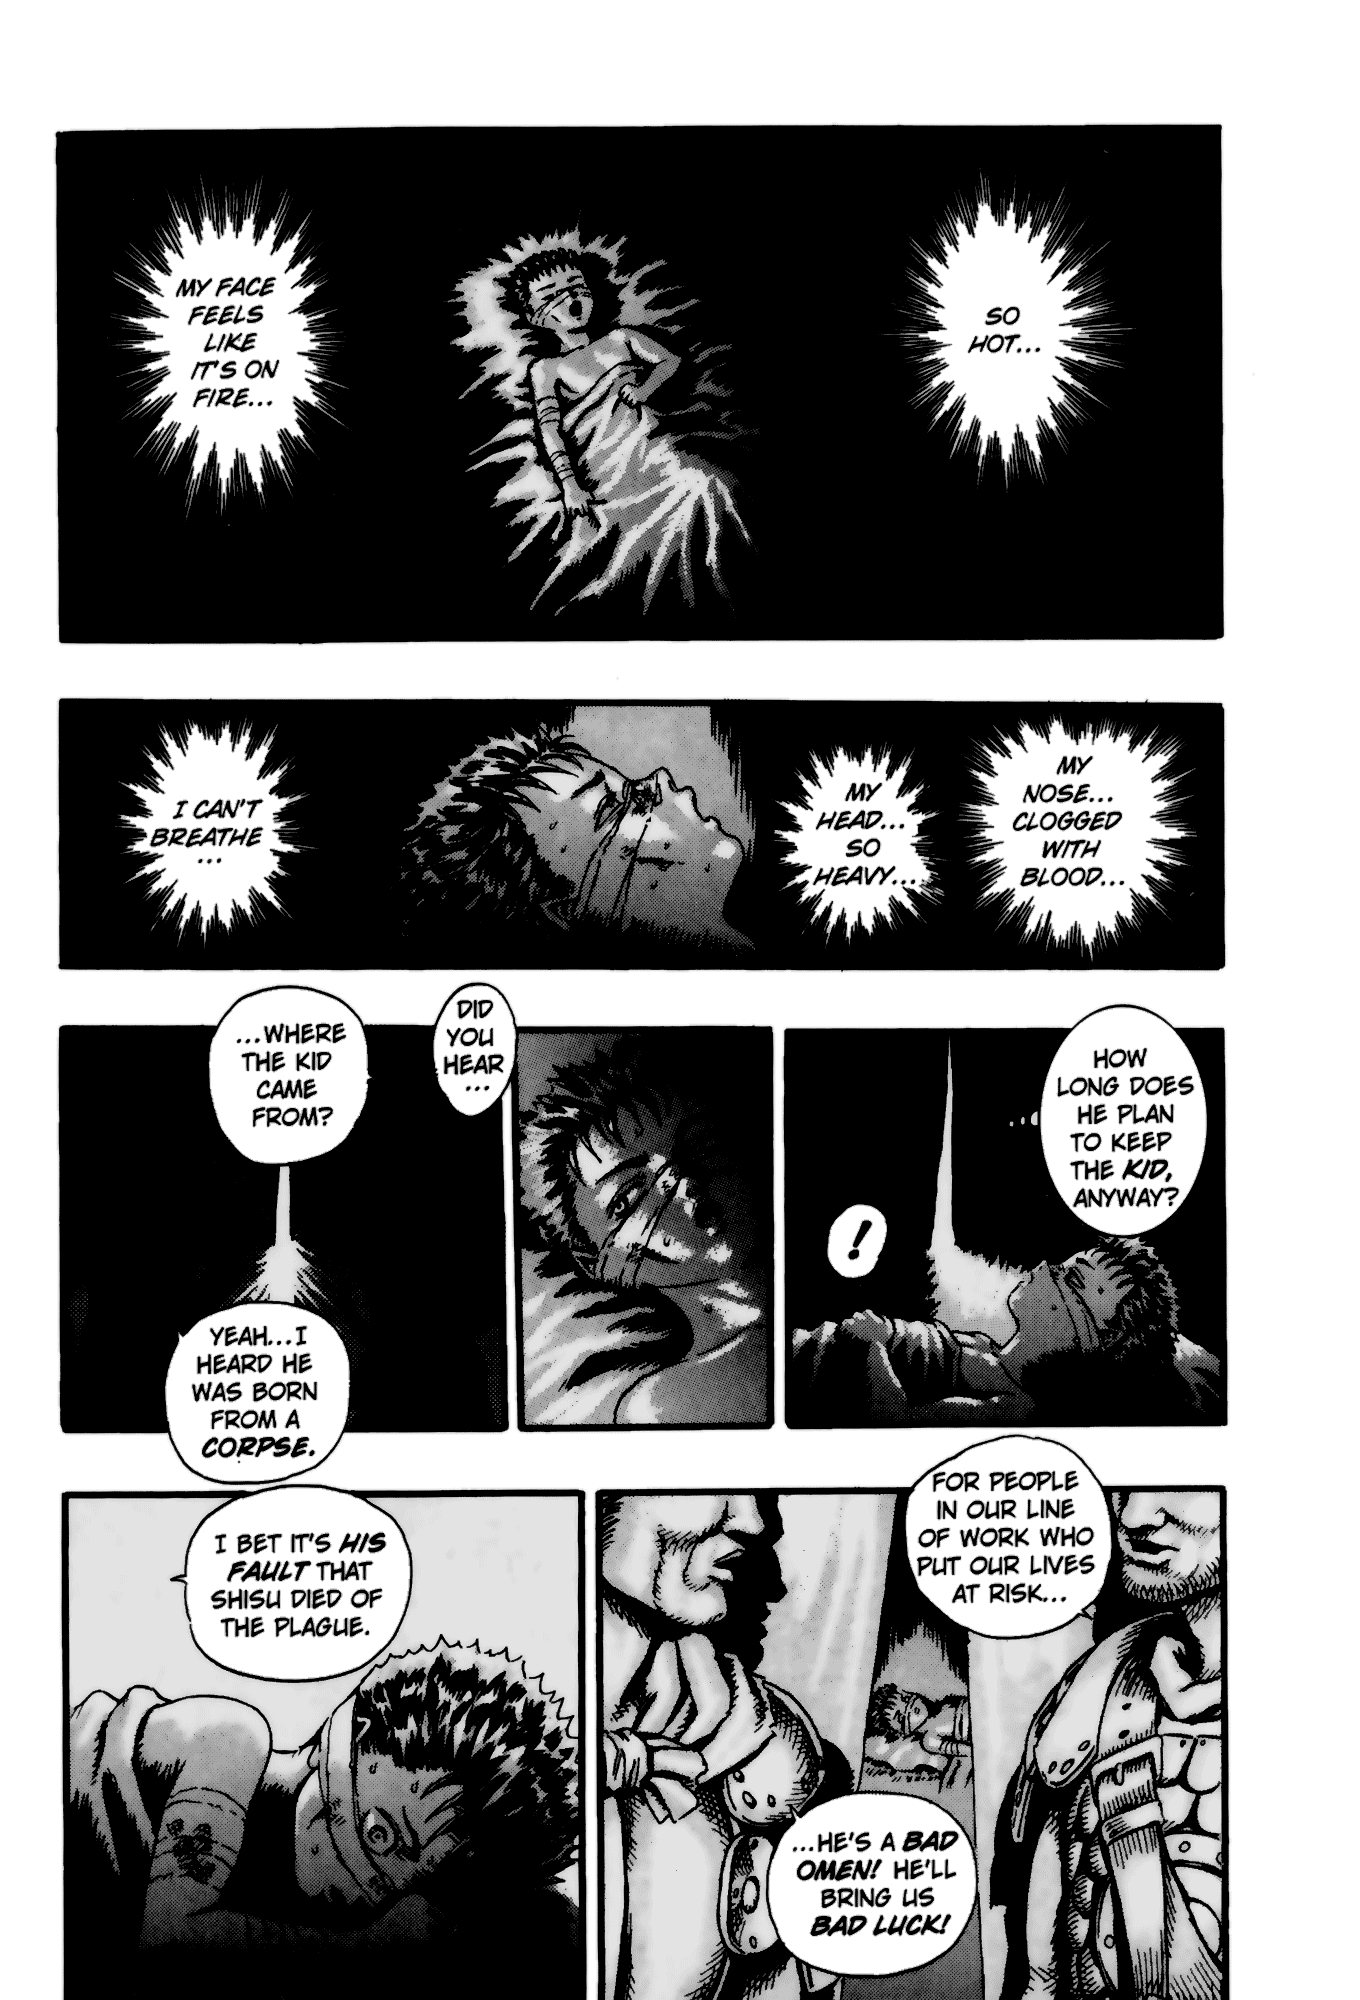 SO
HOT...
MY FACE
FEELS
LIKE
IT'S ON
FIRE...
MY
NOSE...
CLOGGED
WITH
BLOOD...
MY
HEAD...
SO
HEAVY...
I CAN'T
BREATHE
...
HOW
LONG DOES
HE PLAN
TO KEEP
THE KID,
ANYWAY?
!
DID
YOU
HEAR
...
...WHERE
THE KID
CAME
FROM?
YEAH...I
HEARD HE
WAS BORN
FROM A
CORPSE.
FOR PEOPLE
IN OUR LINE
OF WORK WHO
PUT OUR LIVES
AT RISK...
...HE'S A BAD
OMEN! HE'LL
BRING US
BAD LUCK!
I BET IT'S HIS
FAULT THAT
SHISU DIED OF
THE PLAGUE.